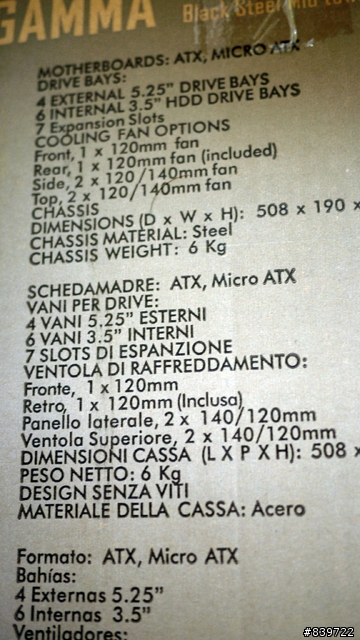 GAMMA
Black Steel mid tower
MOTHERBOARDS: ATX, MICRO ATX
DRIVE BAYS:
4 EXTERNAL 5.25" DRIVE BAYS
6 INTERNAL 3.5" HDD DRIVE BAYS
7 Expansion Slots
COOLING FAN OPTIONS
Front, 1 x 120mm fan
Rear, 1 x 120mm fan (included)
Side, 2 x 120/140mm fan
Top, 2 x 120/140mm fan
CHASSIS
DIMENSIONS (D x W x H): 508 x 190 x
CHASSIS MATERIAL: Steel
CHASSIS WEIGHT: 6 Kg
SCHEDAMADRE: ATX, Micro ATX
VANI PER DRIVE:
4 VANI 5.25" ESTERNI
6 VANI 3.5" INTERNI
7 SLOTS DI ESPANZIONE
VENTOLA DI RAFFREDDAMENTO:
Fronte, 1 x 120mm
Retro, 1 x 120mm (Inclusa)
Panello laterale, 2 x 140/120mm
Ventola Superiore, 2 x 140/120mm
DIMENSIONI CASSA (L X P X H): 508 x
PESO NETTO: 6 Kg
DESIGN SENZA VITI
MATERIALE DELLA CASSA: Acero
Formato: ATX, Micro ATX
Bahías:
4 Externas 5.25"
6 Internas 3.5"
Ventiladores:
#839722